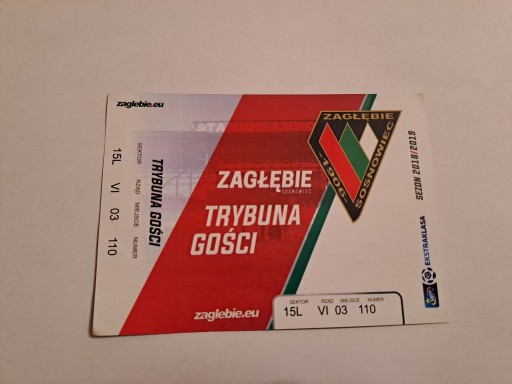 zaglebie.eu
TRYBUNA GOŚCI
SEKTOR RZĄD MIEJSCE NUMER
15L VI 03 110
ZAGŁĘBIE
SOSNOWIEC
TRYBUNA
GOŚCI
zaglebie.eu
ZAGŁĘBIE
SOSNOWIEC
1906
SEZON 2018/2019
EKSTRAKLASA
SEKTOR RZĄD MIEJSCE NUMER
15L VI 03 110